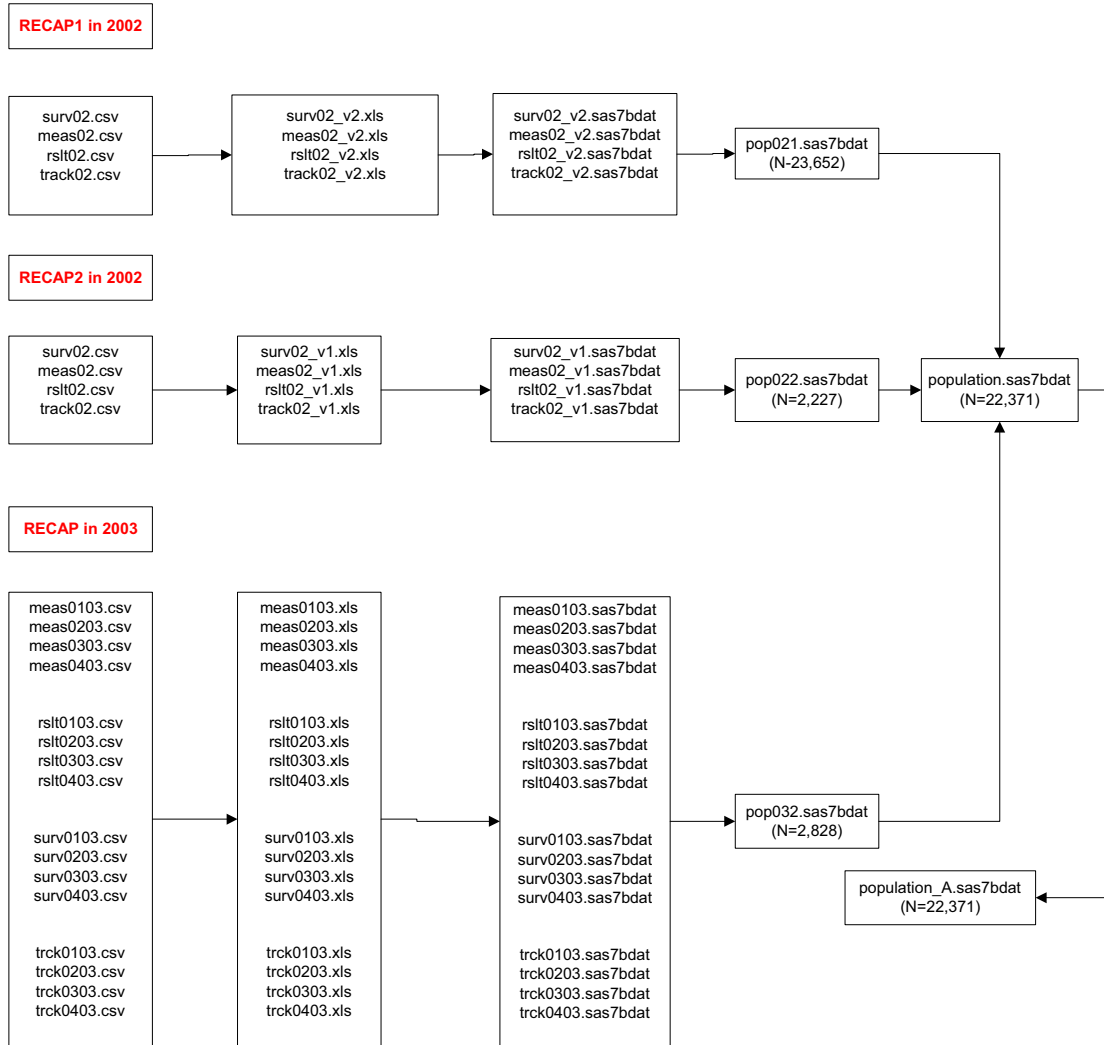 RECAP1 in 2002
surv02.csv
meas02.csv
rslt02.csv
track02.csv
surv02_v2.xls
meas02_v2.xls
rslt02_v2.xls
track02_v2.xls
surv02_v2.sas7bdat
meas02_v2.sas7bdat
rslt02_v2.sas7bdat
track02_v2.sas7bdat
pop021.sas7bdat
(N-23,652)
RECAP2 in 2002
surv02.csv
meas02.csv
rslt02.csv
track02.csv
surv02_v1.xls
meas02_v1.xls
rslt02_v1.xls
track02_v1.xls
surv02_v1.sas7bdat
meas02_v1.sas7bdat
rslt02_v1.sas7bdat
track02_v1.sas7bdat
pop022.sas7bdat
(N=2,227)
population.sas7bdat
(N=22,371)
RECAP in 2003
meas0103.csv
meas0203.csv
meas0303.csv
meas0403.csv
rslt0103.csv
rslt0203.csv
rslt0303.csv
rslt0403.csv
surv0103.csv
surv0203.csv
surv0303.csv
surv0403.csv
trck0103.csv
trck0203.csv
trck0303.csv
trck0403.csv
meas0103.xls
meas0203.xls
meas0303.xls
meas0403.xls
rslt0103.xls
rslt0203.xls
rslt0303.xls
rslt0403.xls
surv0103.xls
surv0203.xls
surv0303.xls
surv0403.xls
trck0103.xls
trck0203.xls
trck0303.xls
trck0403.xls
meas0103.sas7bdat
meas0203.sas7bdat
meas0303.sas7bdat
meas0403.sas7bdat
rslt0103.sas7bdat
rslt0203.sas7bdat
rslt0303.sas7bdat
rslt0403.sas7bdat
surv0103.sas7bdat
surv0203.sas7bdat
surv0303.sas7bdat
surv0403.sas7bdat
trck0103.sas7bdat
trck0203.sas7bdat
trck0303.sas7bdat
trck0403.sas7bdat
pop032.sas7bdat
(N=2,828)
population_A.sas7bdat
(N=22,371)